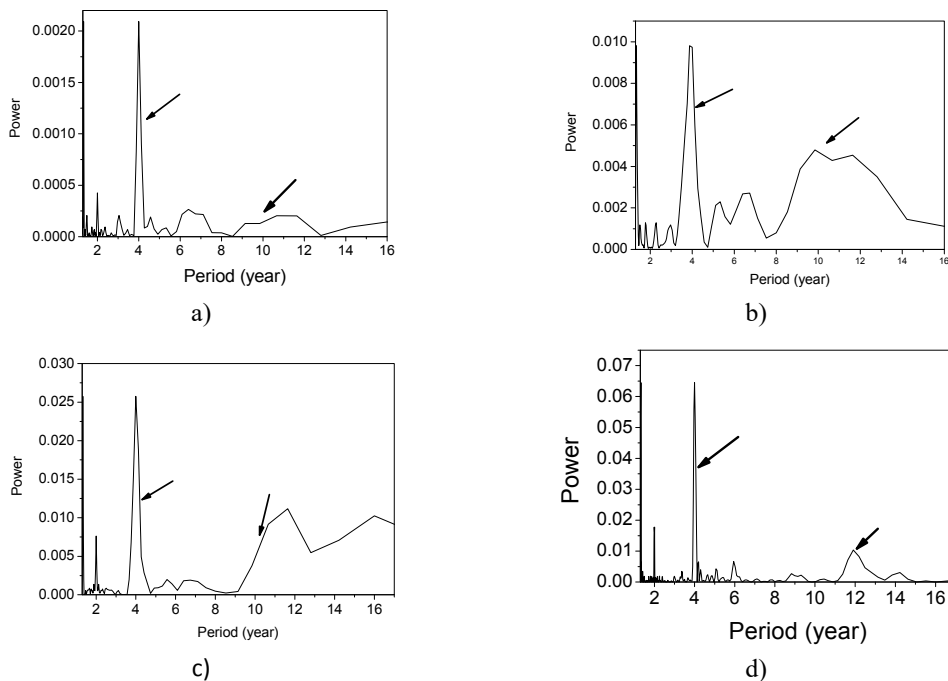 0.0020
0.0015
0.0010
0.0005
0.0000
Power
2 4 6 8 10 12 14 16
Period (year)
a)
0.010
0.008
0.006
0.004
0.002
0.000
Power
2 4 6 8 10 12 14 16
Period (year)
b)
0.030
0.025
0.020
0.015
0.010
0.005
0.000
Power
2 4 6 8 10 12 14 16
Period (year)
c)
0.07
0.06
0.05
0.04
0.03
0.02
0.01
0.00
Power
2 4 6 8 10 12 14 16
Period (year)
d)